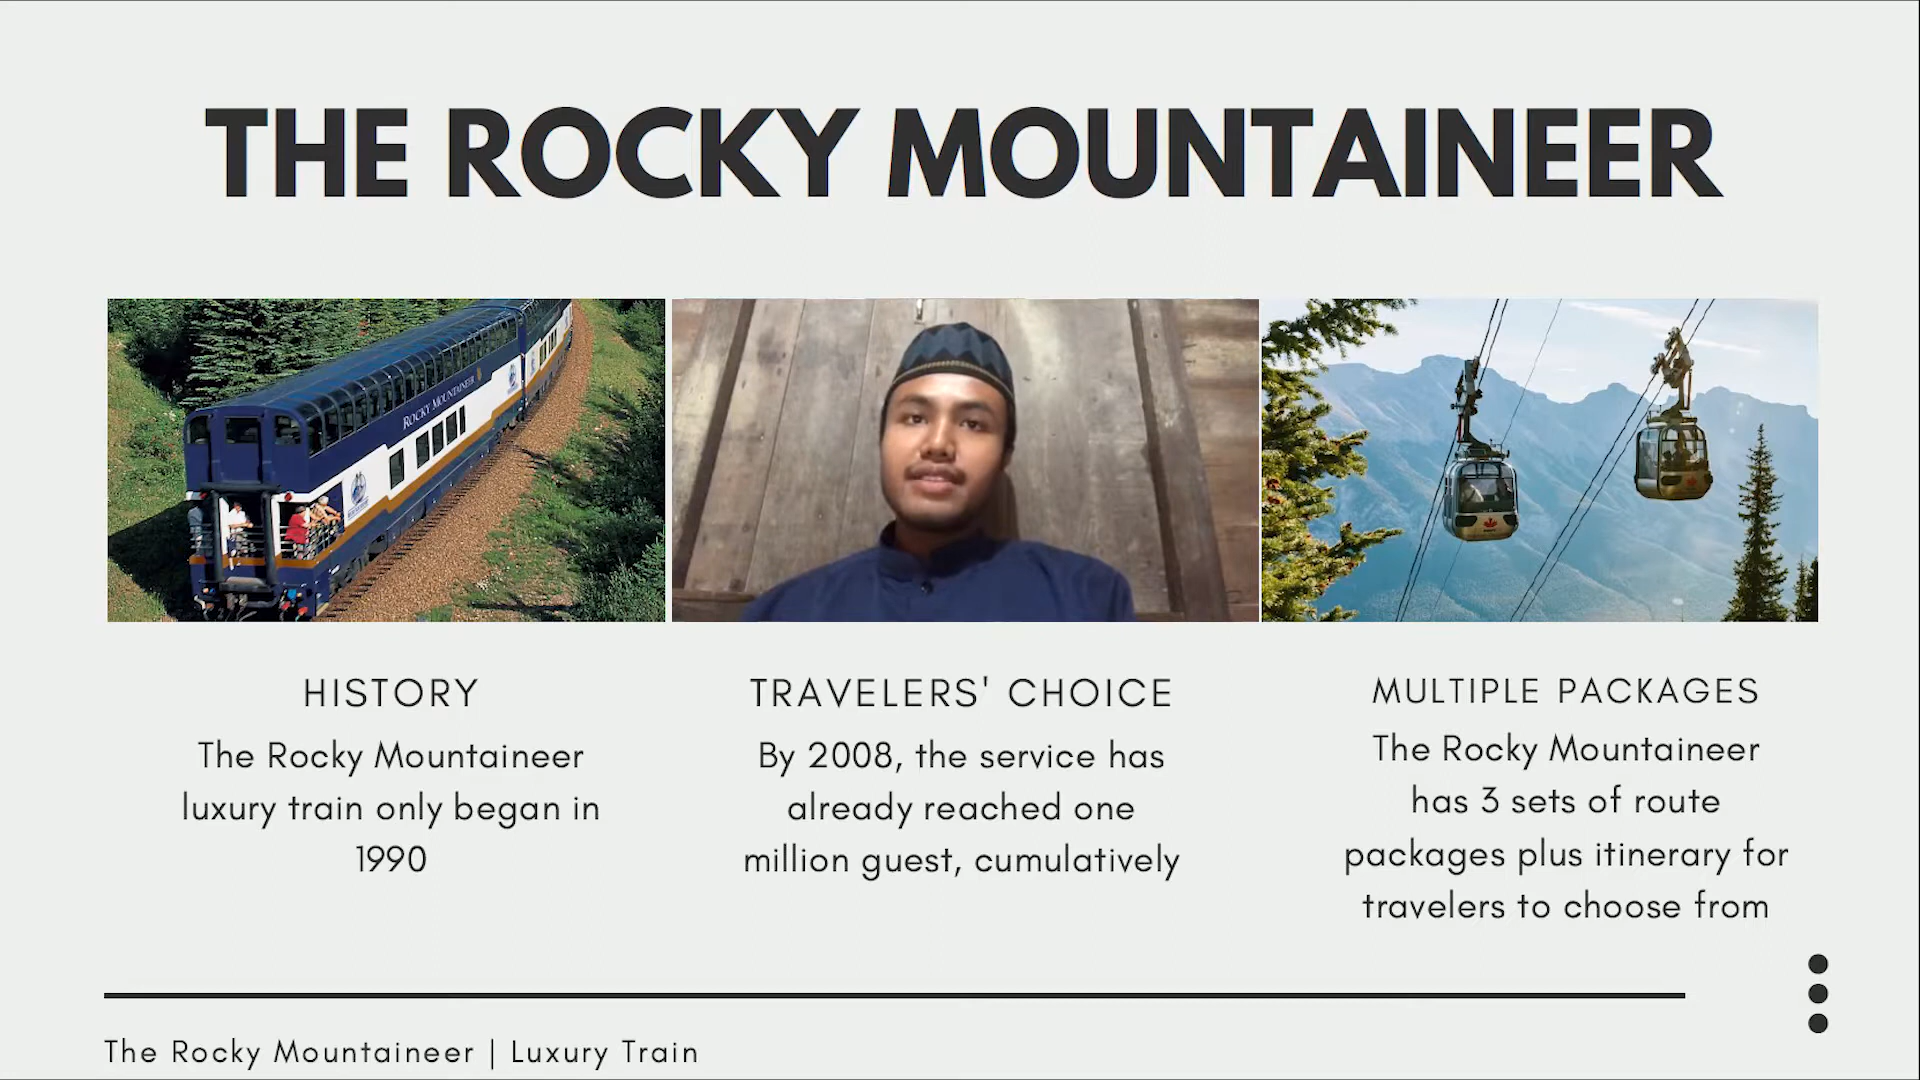 THE ROCKY MOUNTAINEER
ROCKY MOUNTAINEER
HISTORY
The Rocky Mountaineer
luxury train only began in
1990
TRAVELERS' CHOICE
By 2008, the service has
already reached one
million guest, cumulatively
MULTIPLE PACKAGES
The Rocky Mountaineer
has 3 sets of route
packages plus itinerary for
travelers to choose from
The Rocky Mountaineer | Luxury Train